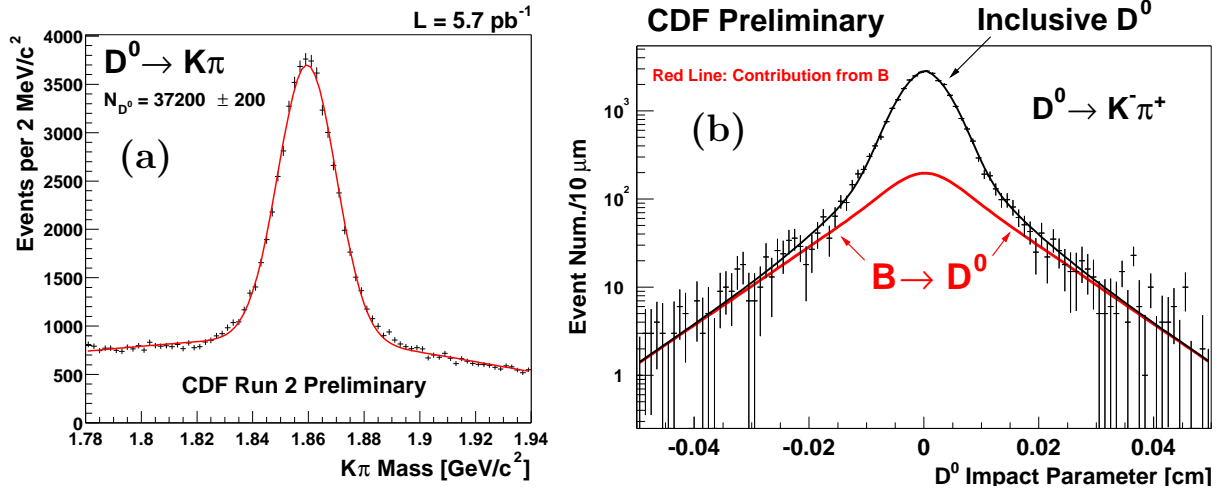 L = 5.7 pb⁻¹
Events per 2 MeV/c²
4000
3500
3000
2500
2000
1500
1000
500
0
D⁰→ Kπ
N_D⁰ = 37200 ± 200
(a)
CDF Run 2 Preliminary
1.78 1.8 1.82 1.84 1.86 1.88 1.9 1.92 1.94
Kπ Mass [GeV/c²]
CDF Preliminary
Inclusive D⁰
Red Line: Contribution from B
Event Num./10 μm
10³
10²
10
1
D⁰→ K⁻π⁺
(b)
B→ D⁰
-0.04 -0.02 0 0.02 0.04
D⁰ Impact Parameter [cm]